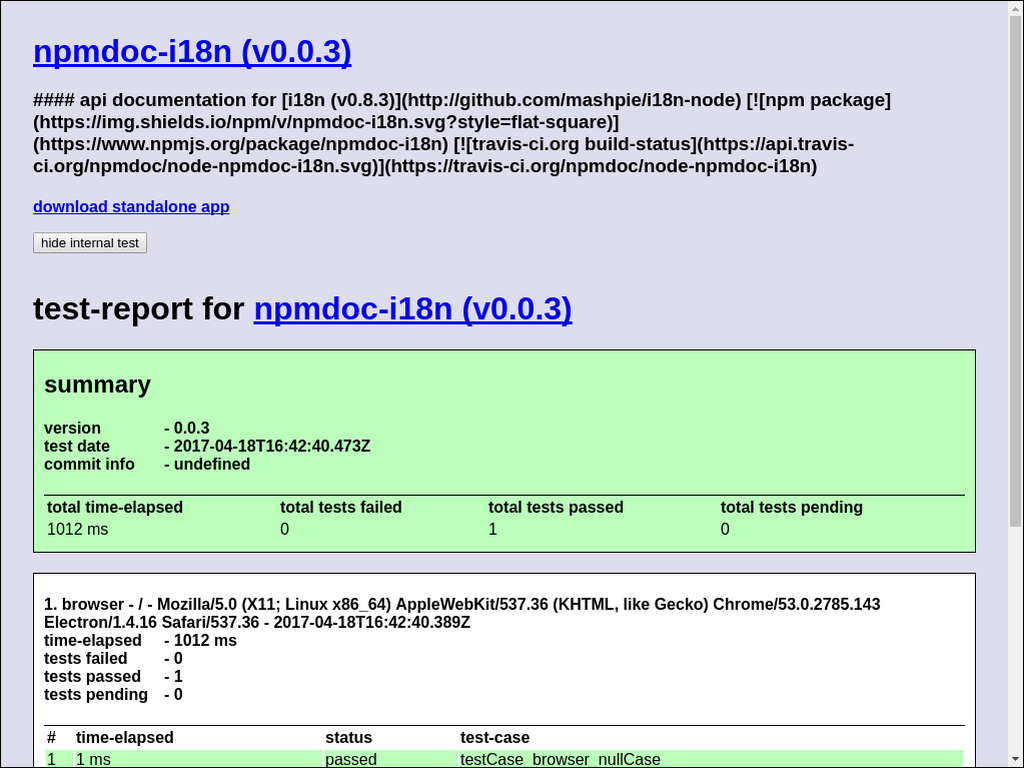 npmdoc-i18n (v0.0.3)
#### api documentation for [i18n (v0.8.3)](http://github.com/mashpie/i18n-node) [![npm package]
(https://img.shields.io/npm/v/npmdoc-i18n.svg?style=flat-square)]
(https://www.npmjs.org/package/npmdoc-i18n) [![travis-ci.org build-status](https://api.travis-
ci.org/npmdoc/node-npmdoc-i18n.svg)](https://travis-ci.org/npmdoc/node-npmdoc-i18n)
download standalone app
hide internal test
test-report for npmdoc-i18n (v0.0.3)
summary
version - 0.0.3
test date - 2017-04-18T16:42:40.473Z
commit info - undefined
total time-elapsed total tests failed total tests passed total tests pending
1012 ms 0 1 0
1. browser - / - Mozilla/5.0 (X11; Linux x86_64) AppleWebKit/537.36 (KHTML, like Gecko) Chrome/53.0.2785.143
Electron/1.4.16 Safari/537.36 - 2017-04-18T16:42:40.389Z
time-elapsed - 1012 ms
tests failed - 0
tests passed - 1
tests pending - 0
# time-elapsed status test-case
1 1 ms passed testCase_browser_nullCase